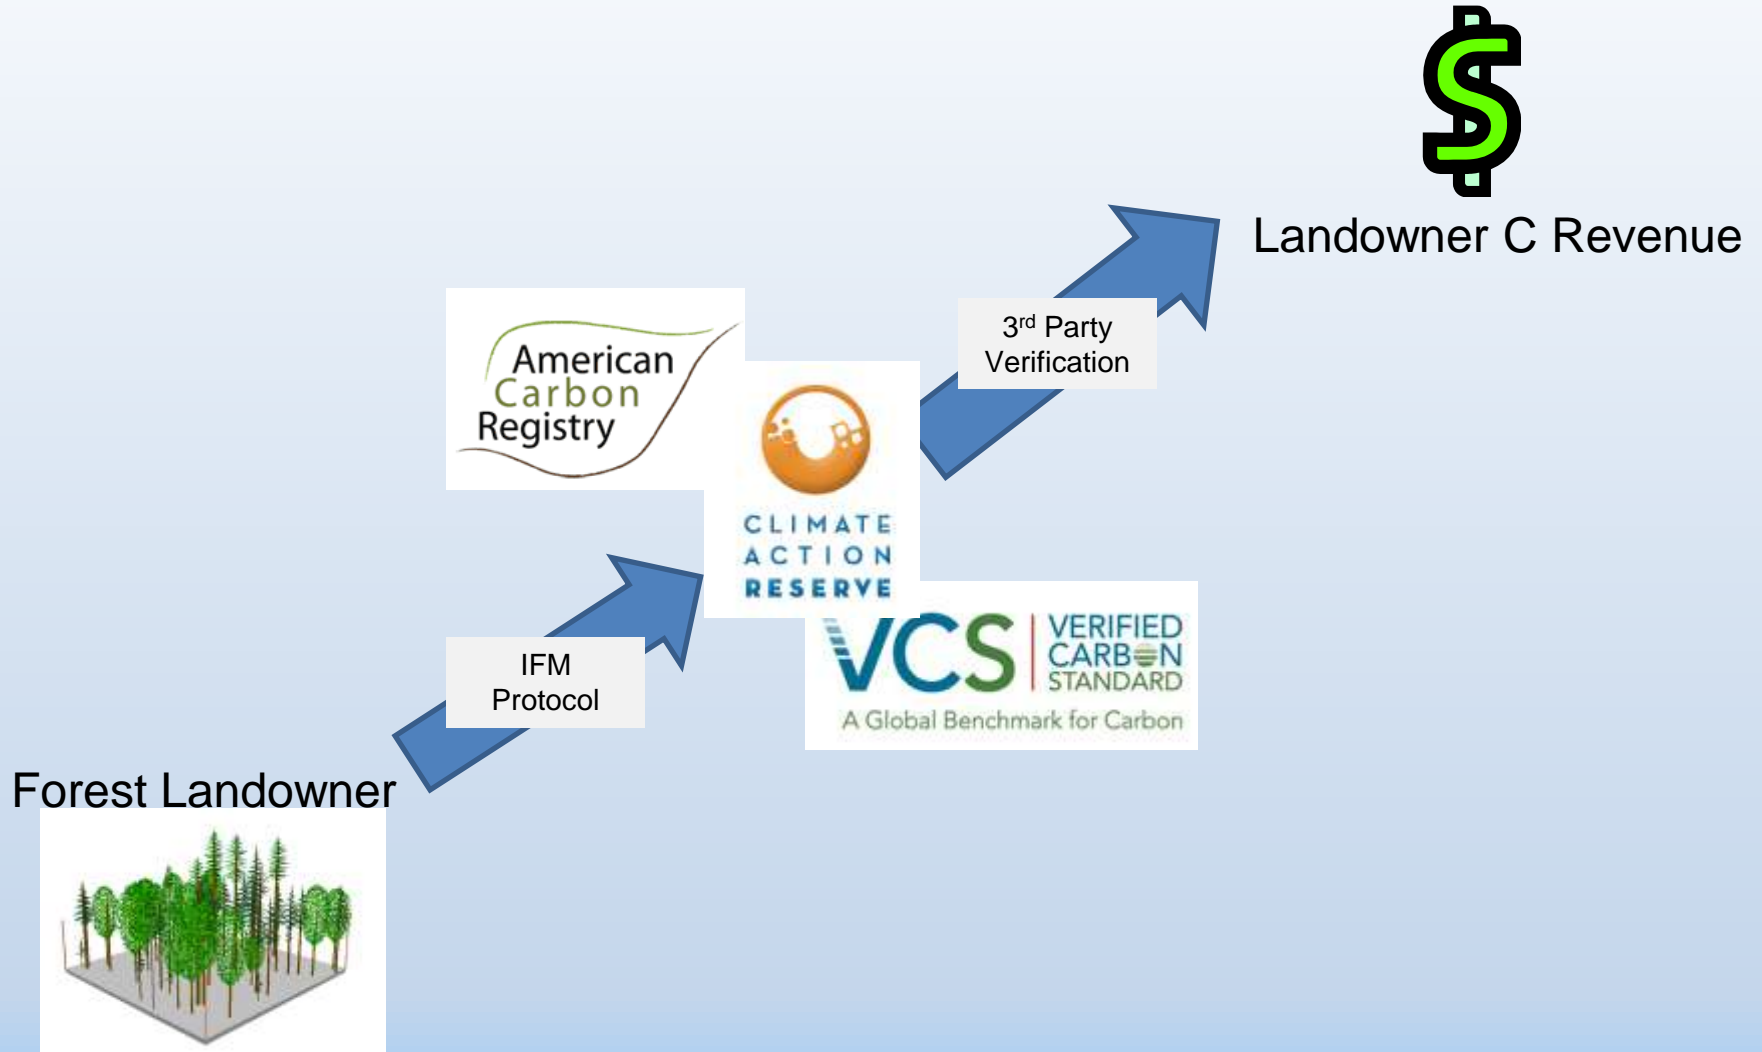 $
Landowner C Revenue
3rd Party
Verification
American
Carbon
Registry
CLIMATE
ACTION
RESERVE
VCS
VERIFIED
CARBON
STANDARD
A Global Benchmark for Carbon
IFM
Protocol
Forest Landowner